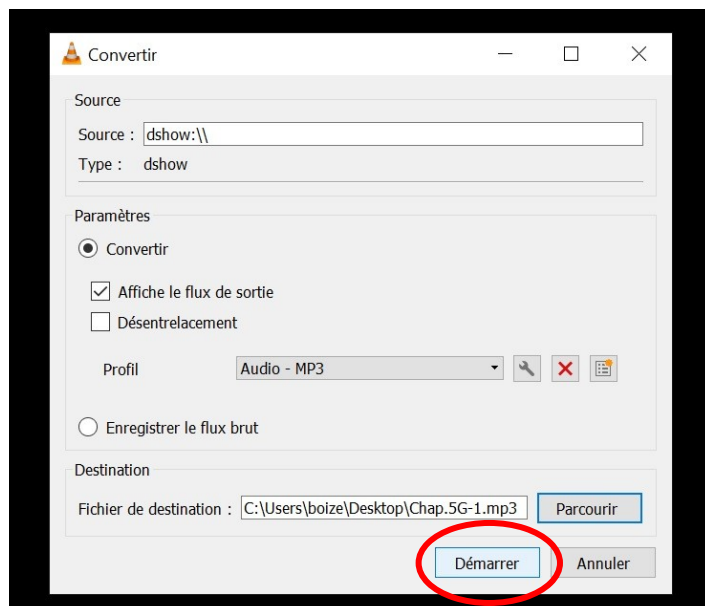 Convertir
Source
Source : dshow:\\
Type : dshow
Paramètres
Convertir
Affiche le flux de sortie
Désentrelacement
Profil Audio - MP3
Enregistrer le flux brut
Destination
Fichier de destination : C:\Users\boize\Desktop\Chap.5G-1.mp3 Parcourir
Démarrer Annuler